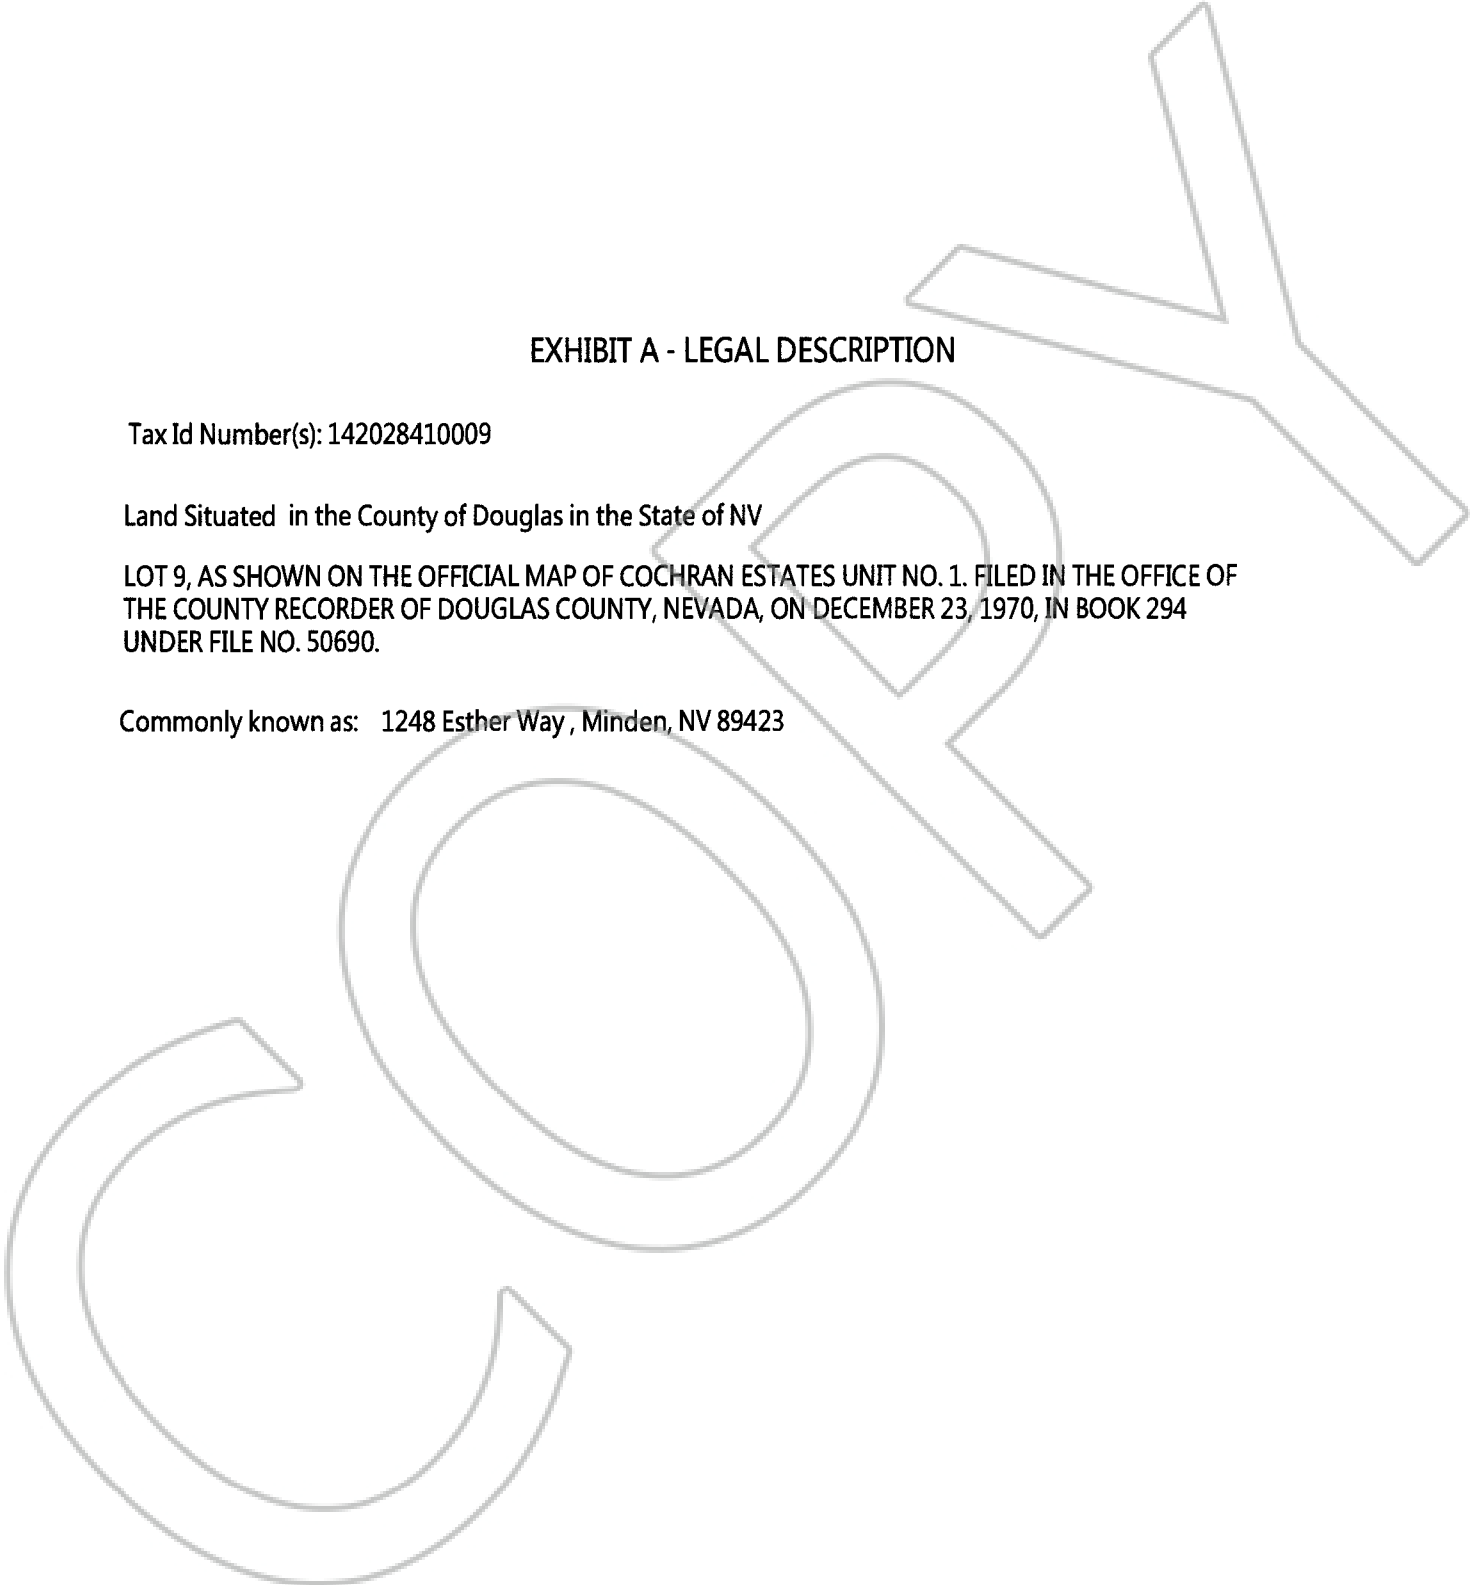 EXHIBIT A - LEGAL DESCRIPTION
Tax Id Number(s): 142028410009
Land Situated in the County of Douglas in the State of NV
LOT 9, AS SHOWN ON THE OFFICIAL MAP OF COCHRAN ESTATES UNIT NO. 1. FILED IN THE OFFICE OF
THE COUNTY RECORDER OF DOUGLAS COUNTY, NEVADA, ON DECEMBER 23, 1970, IN BOOK 294
UNDER FILE NO. 50690.
Commonly known as: 1248 Esther Way , Minden, NV 89423
COPY